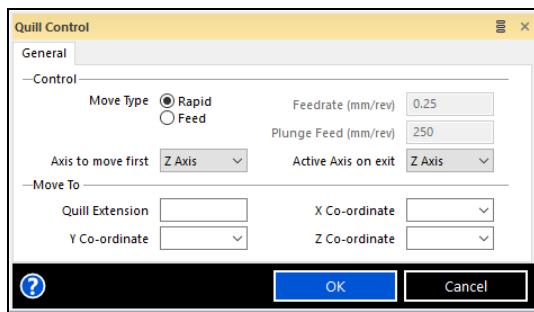 Quill Control
General
Control
Move Type Rapid Feedrate (mm/rev) 0.25
Feed
Plunge Feed (mm/rev) 250
Axis to move first Z Axis Active Axis on exit Z Axis
Move To
Quill Extension X Co-ordinate
Y Co-ordinate Z Co-ordinate
? OK Cancel